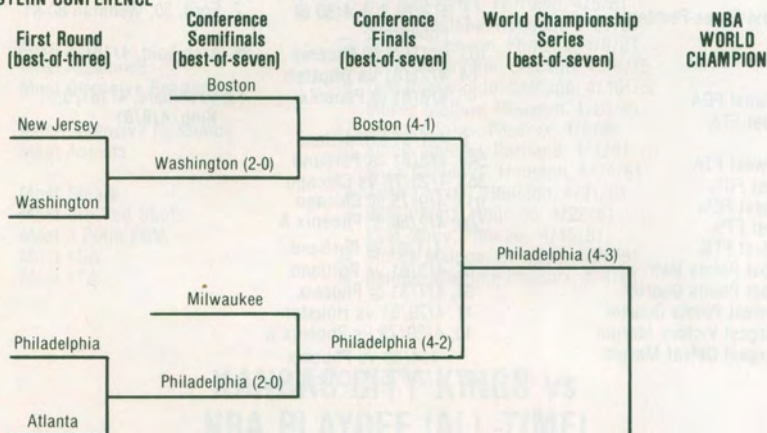 First Round
(best-of-three)
Conference
Semifinals
(best-of-seven)
Conference
Finals
(best-of-seven)
World Championship
Series
(best-of-seven)
NBA
WORLD
CHAMPION
Boston
New Jersey
Boston (4-1)
Washington (2-0)
Washington
Philadelphia (4-3)
Milwaukee
Philadelphia
Philadelphia (4-2)
Philadelphia (2-0)
Atlanta